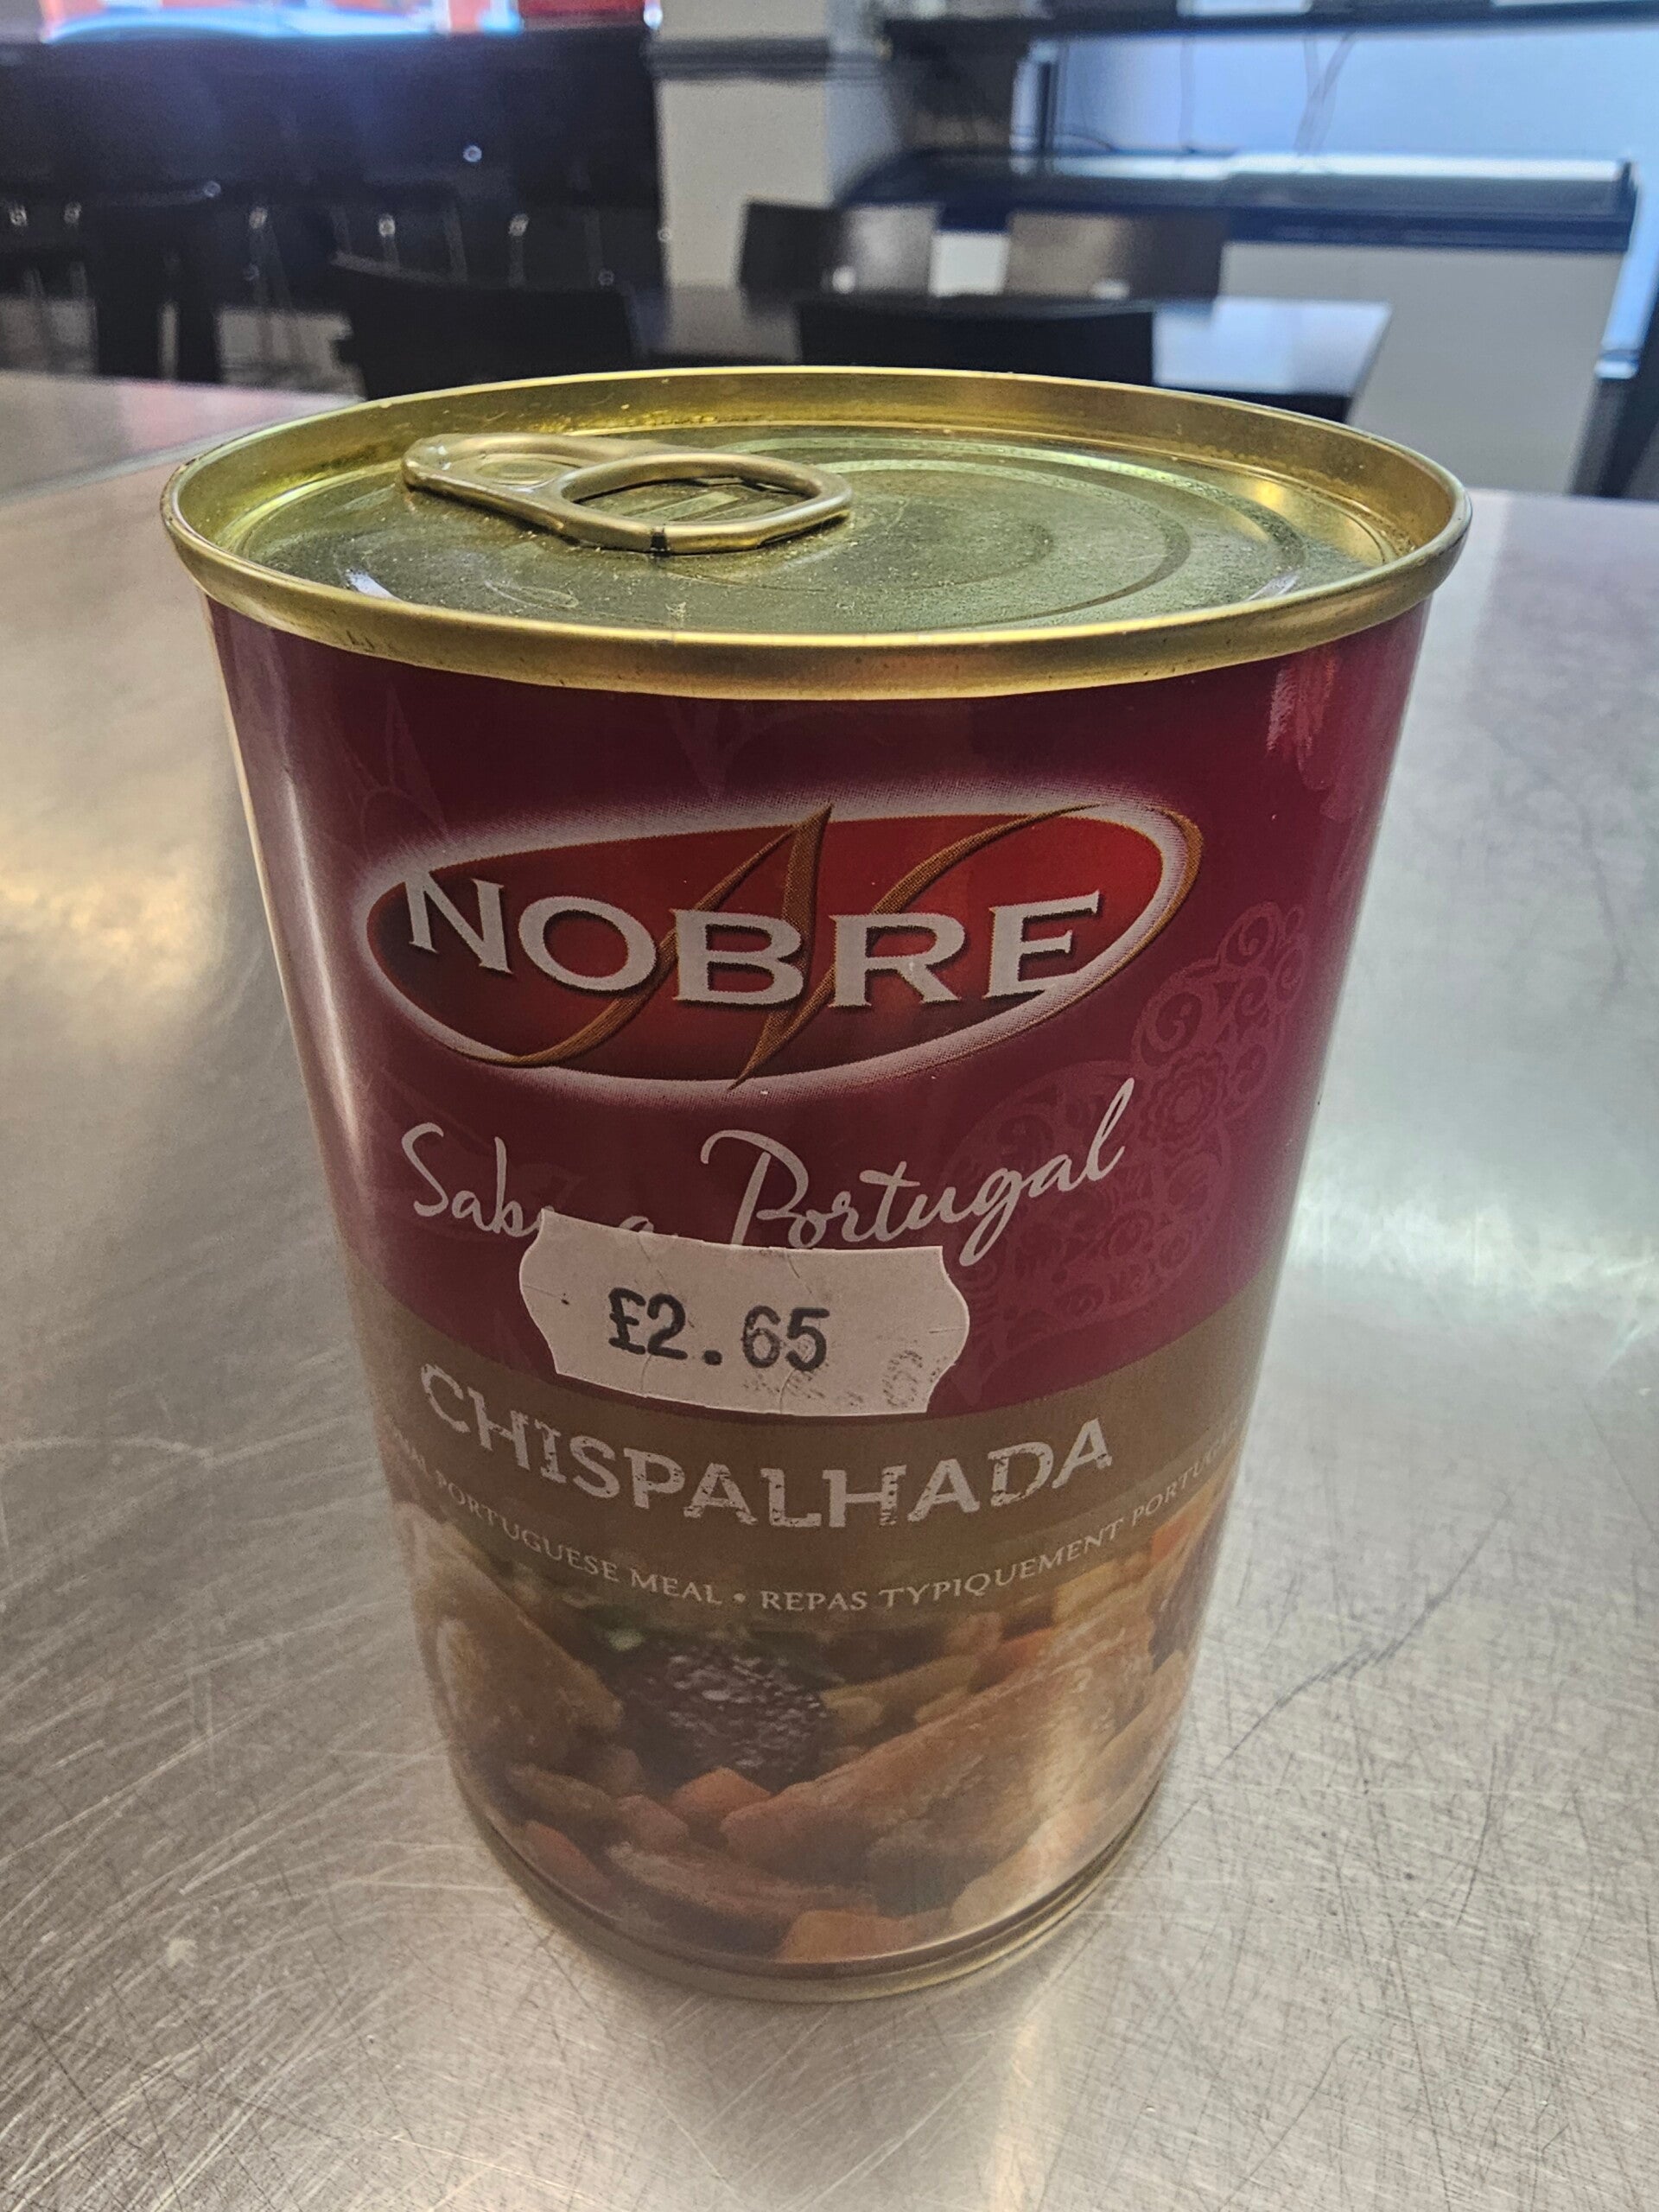 NOBRE
Portugal
£2.65
CHISPALHADA
PORTUGUESE MEAL • REPAS TYPIQUEMENT